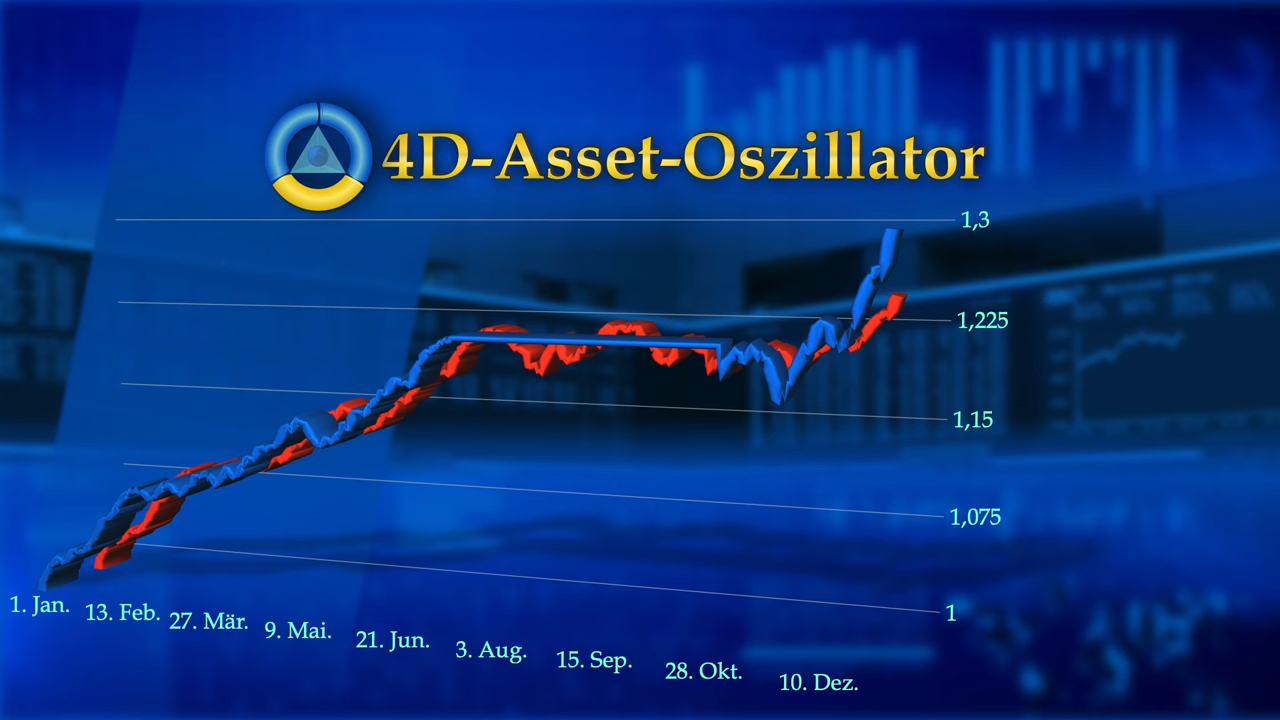 4D-Asset-Oszillator
1,3
1,225
1,15
1,075
1
1. Jan.
13. Feb.
27. Mär.
9. Mai.
21. Jun.
3. Aug.
15. Sep.
28. Okt.
10. Dez.